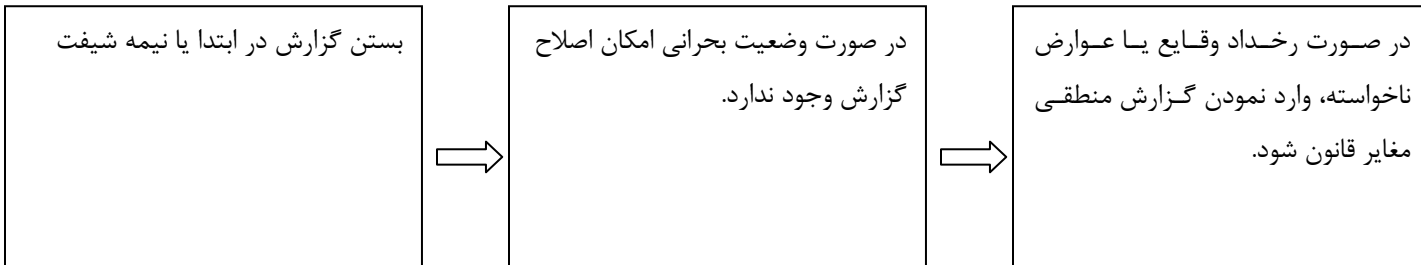 بستن گزارش در ابتدا یا نیمه شیفت
در صورت وضعیت بحرانی امکان اصلاح
گزارش وجود ندارد.
در صورت رخداد وقایع یا عوارض
ناخواسته، وارد نمودن گزارش منطقی
مغایر قانون شود.